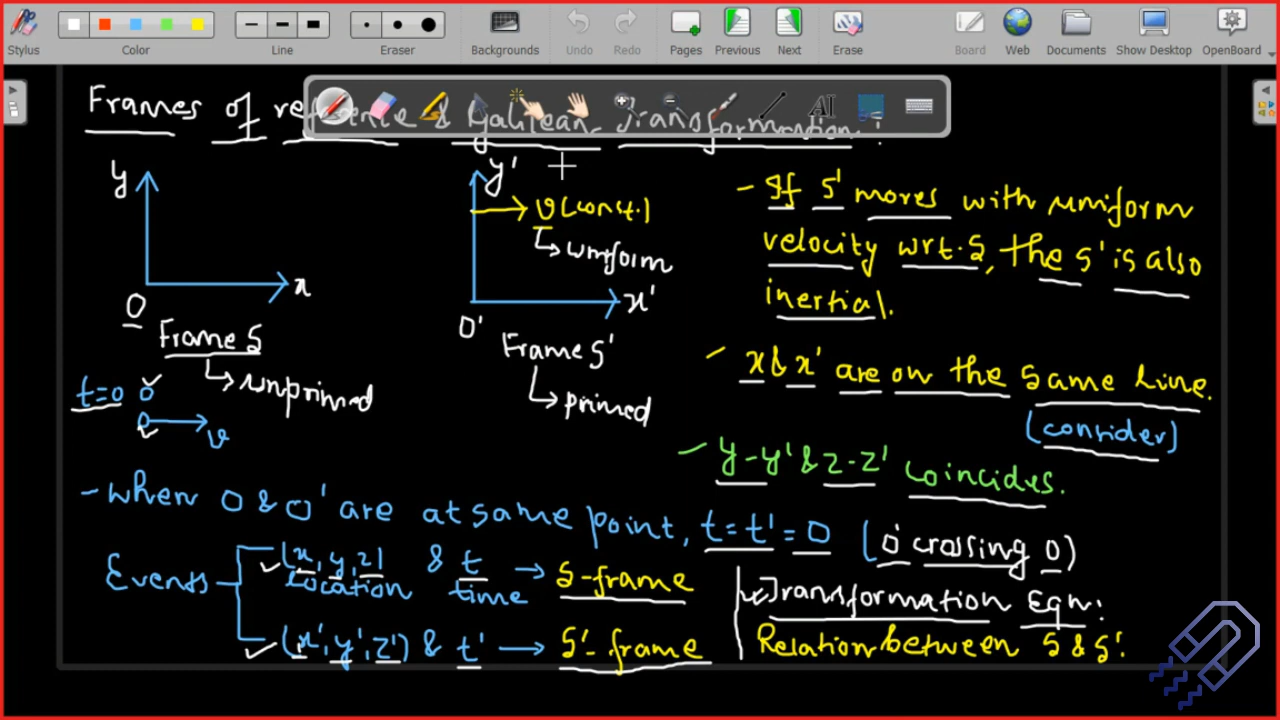 Stylus
Color
Line
Eraser
Backgrounds
Undo
Redo
Pages
Previous
Next
Erase
Board
Web
Documents
Show Desktop
OpenBoard
Frames of reference & Galilean Transformation :
y
x
O
Frame S
unprimed
y'
v (const.)
uniform
x'
O'
Frame S'
primed
t=0 O'
O v
- If S' moves with uniform
velocity wrt. S, the S' is also
inertial.
- x & x' are on the same line.
(consider)
- y-y' & z-z' coincides.
- when O & O' are at same point, t = t' = 0 (O' crossing O)
Events
(x, y, z) & t → S-frame
location time
(x', y', z') & t' → S'-frame
Transformation Eqn:
Relation between S & S'.